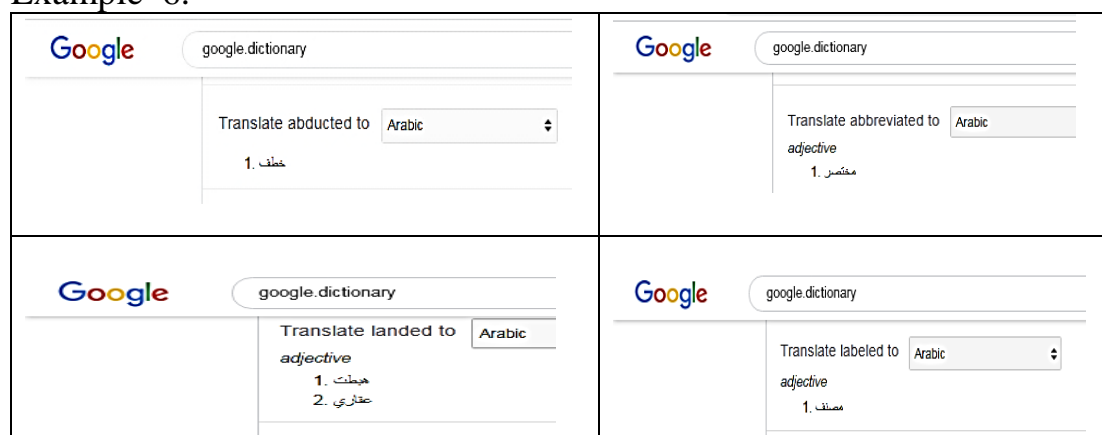 Example 8:
Google google.dictionary
Translate abducted to Arabic
1. خطف
Google google.dictionary
Translate abbreviated to Arabic
adjective
1. مختصر
Google google.dictionary
Translate landed to Arabic
adjective
1. هبطت
2. عقاري
Google google.dictionary
Translate labeled to Arabic
adjective
1. مصنف